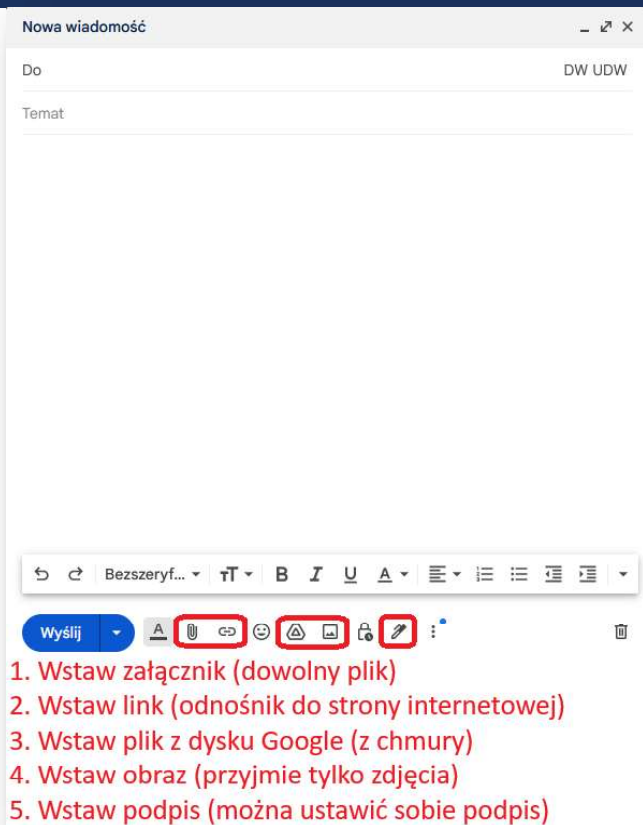 Nowa wiadomość
Do DW UDW
Temat
Bezszeryf... TT B I U A
Wyślij A
1. Wstaw załącznik (dowolny plik)
2. Wstaw link (odnośnik do strony internetowej)
3. Wstaw plik z dysku Google (z chmury)
4. Wstaw obraz (przyjmie tylko zdjęcia)
5. Wstaw podpis (można ustawić sobie podpis)